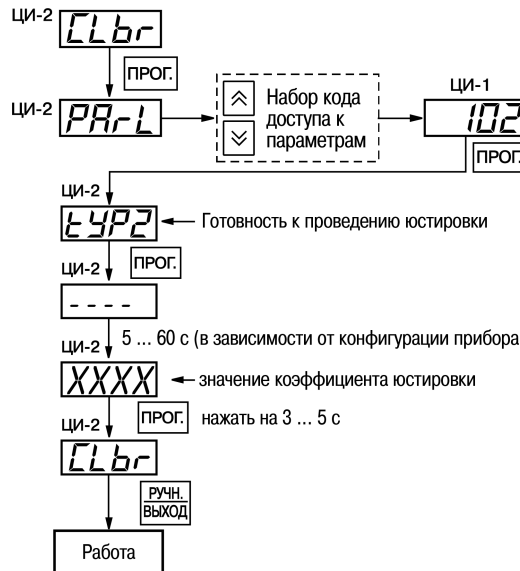 ЦИ-2 CLbr
ПРОГ.
ЦИ-2 PArL
Набор кода
доступа к
параметрам
ЦИ-1
102
ПРОГ.
ЦИ-2
tYP2 Готовность к проведению юстировки
ПРОГ.
ЦИ-2
- - - -
5 ... 60 с (в зависимости от конфигурации прибора
ЦИ-2
XXXX значение коэффициента юстировки
ПРОГ. нажать на 3 ... 5 с
ЦИ-2
CLbr
РУЧН.
ВЫХОД
Работа